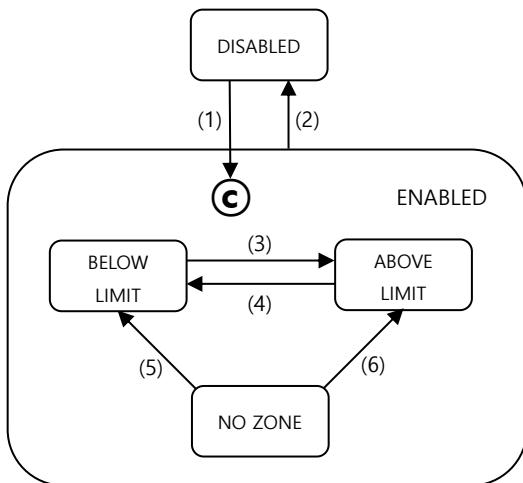 DISABLED
(1)
(2)
C
ENABLED
BELOW
LIMIT
(3)
(4)
ABOVE
LIMIT
(5)
(6)
NO ZONE